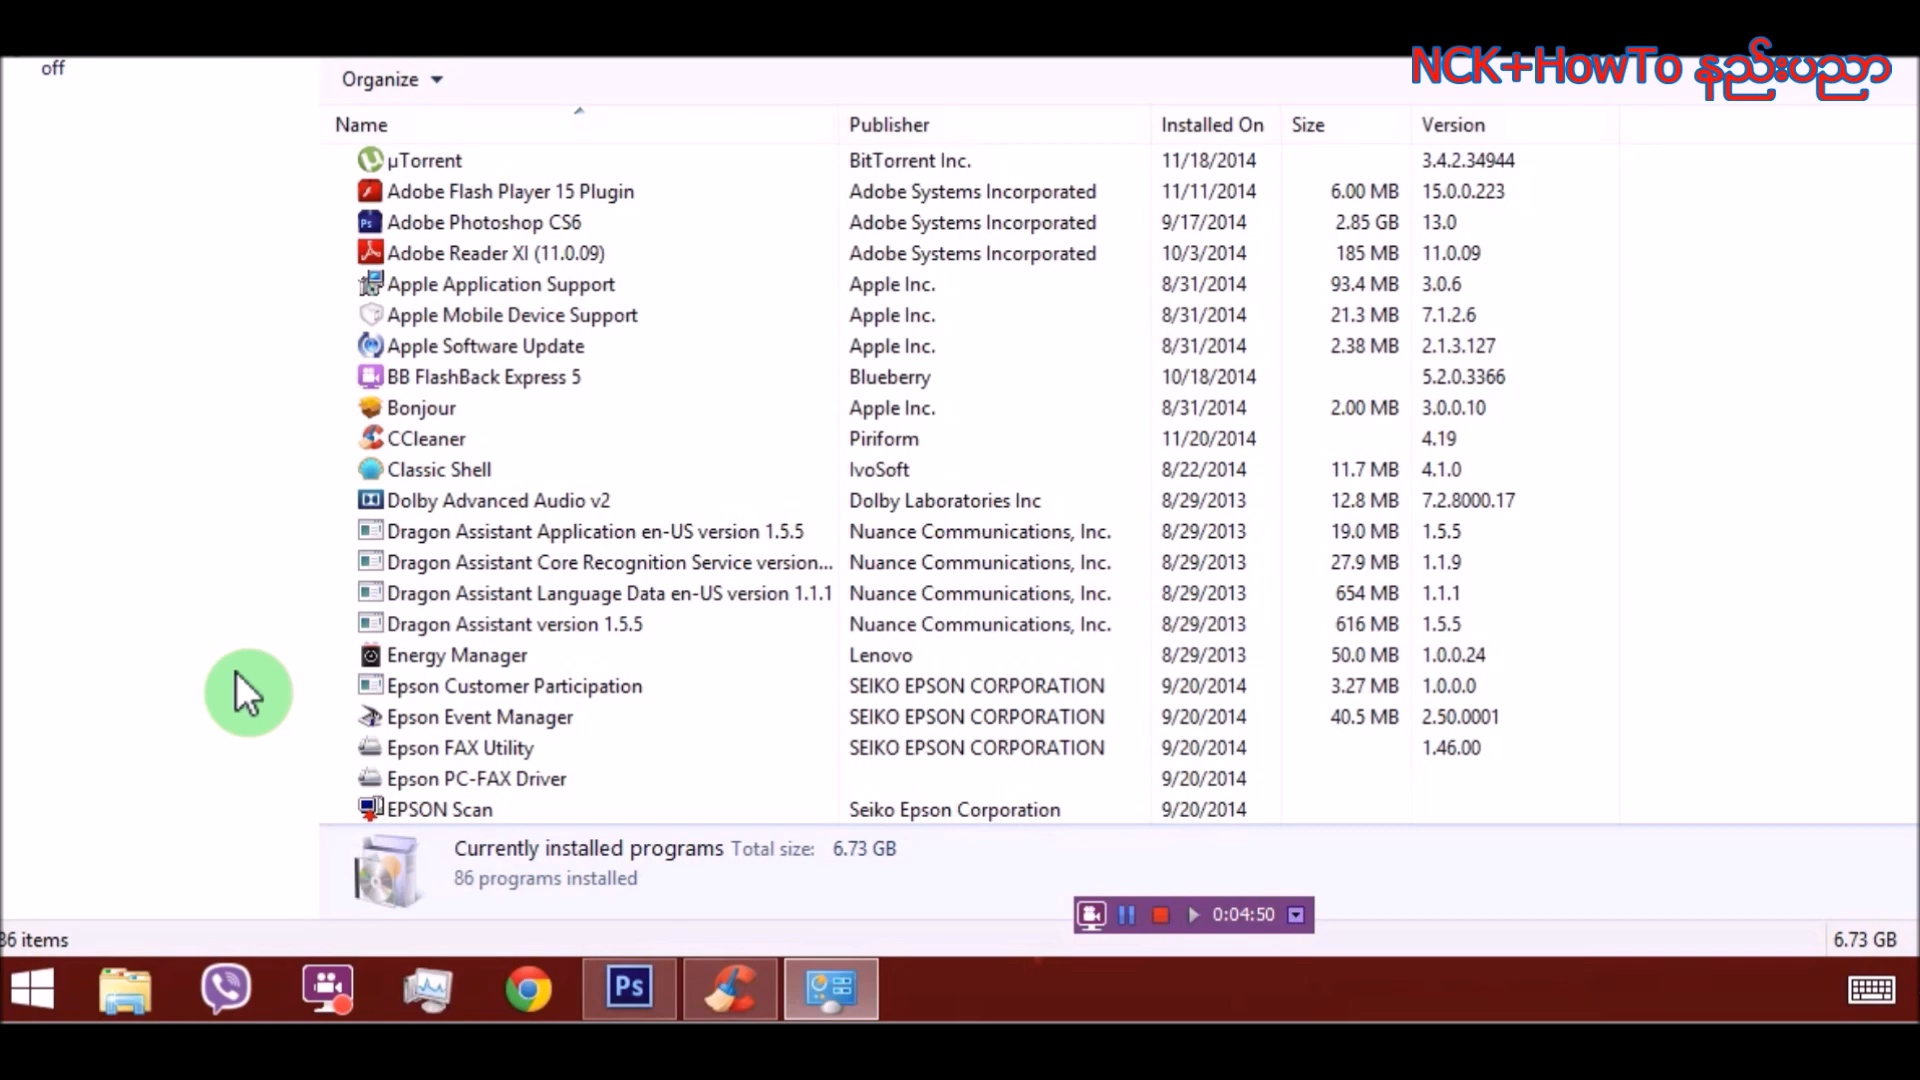 NCK+HowTo နည်းပညာ
off
Organize
Name Publisher Installed On Size Version
µTorrent BitTorrent Inc. 11/18/2014 3.4.2.34944
Adobe Flash Player 15 Plugin Adobe Systems Incorporated 11/11/2014 6.00 MB 15.0.0.223
Adobe Photoshop CS6 Adobe Systems Incorporated 9/17/2014 2.85 GB 13.0
Adobe Reader XI (11.0.09) Adobe Systems Incorporated 10/3/2014 185 MB 11.0.09
Apple Application Support Apple Inc. 8/31/2014 93.4 MB 3.0.6
Apple Mobile Device Support Apple Inc. 8/31/2014 21.3 MB 7.1.2.6
Apple Software Update Apple Inc. 8/31/2014 2.38 MB 2.1.3.127
BB FlashBack Express 5 Blueberry 10/18/2014 5.2.0.3366
Bonjour Apple Inc. 8/31/2014 2.00 MB 3.0.0.10
CCleaner Piriform 11/20/2014 4.19
Classic Shell IvoSoft 8/22/2014 11.7 MB 4.1.0
Dolby Advanced Audio v2 Dolby Laboratories Inc 8/29/2013 12.8 MB 7.2.8000.17
Dragon Assistant Application en-US version 1.5.5 Nuance Communications, Inc. 8/29/2013 19.0 MB 1.5.5
Dragon Assistant Core Recognition Service version... Nuance Communications, Inc. 8/29/2013 27.9 MB 1.1.9
Dragon Assistant Language Data en-US version 1.1.1 Nuance Communications, Inc. 8/29/2013 654 MB 1.1.1
Dragon Assistant version 1.5.5 Nuance Communications, Inc. 8/29/2013 616 MB 1.5.5
Energy Manager Lenovo 8/29/2013 50.0 MB 1.0.0.24
Epson Customer Participation SEIKO EPSON CORPORATION 9/20/2014 3.27 MB 1.0.0.0
Epson Event Manager SEIKO EPSON CORPORATION 9/20/2014 40.5 MB 2.50.0001
Epson FAX Utility SEIKO EPSON CORPORATION 9/20/2014 1.46.00
Epson PC-FAX Driver 9/20/2014
EPSON Scan Seiko Epson Corporation 9/20/2014
Currently installed programs Total size: 6.73 GB
86 programs installed
0:04:50
86 items 6.73 GB
Ps